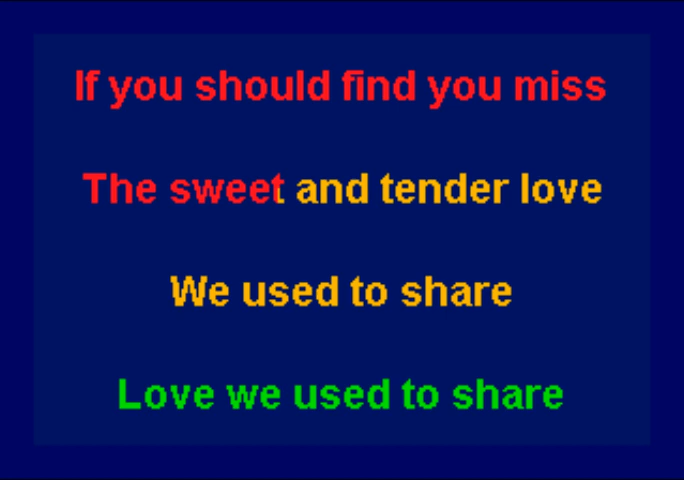 If you should find you miss
The sweet and tender love
We used to share
Love we used to share